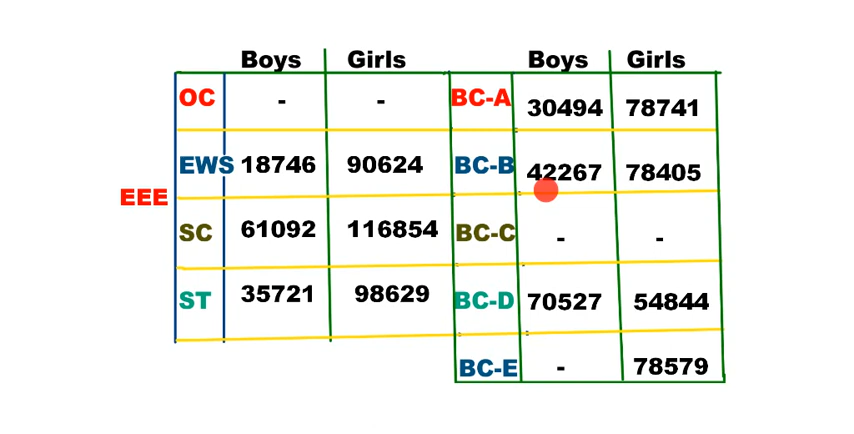 Boys Girls Boys Girls
OC - - BC-A 30494 78741
EWS 18746 90624 BC-B 42267 78405
EEE
SC 61092 116854 BC-C - -
ST 35721 98629 BC-D 70527 54844
BC-E - 78579